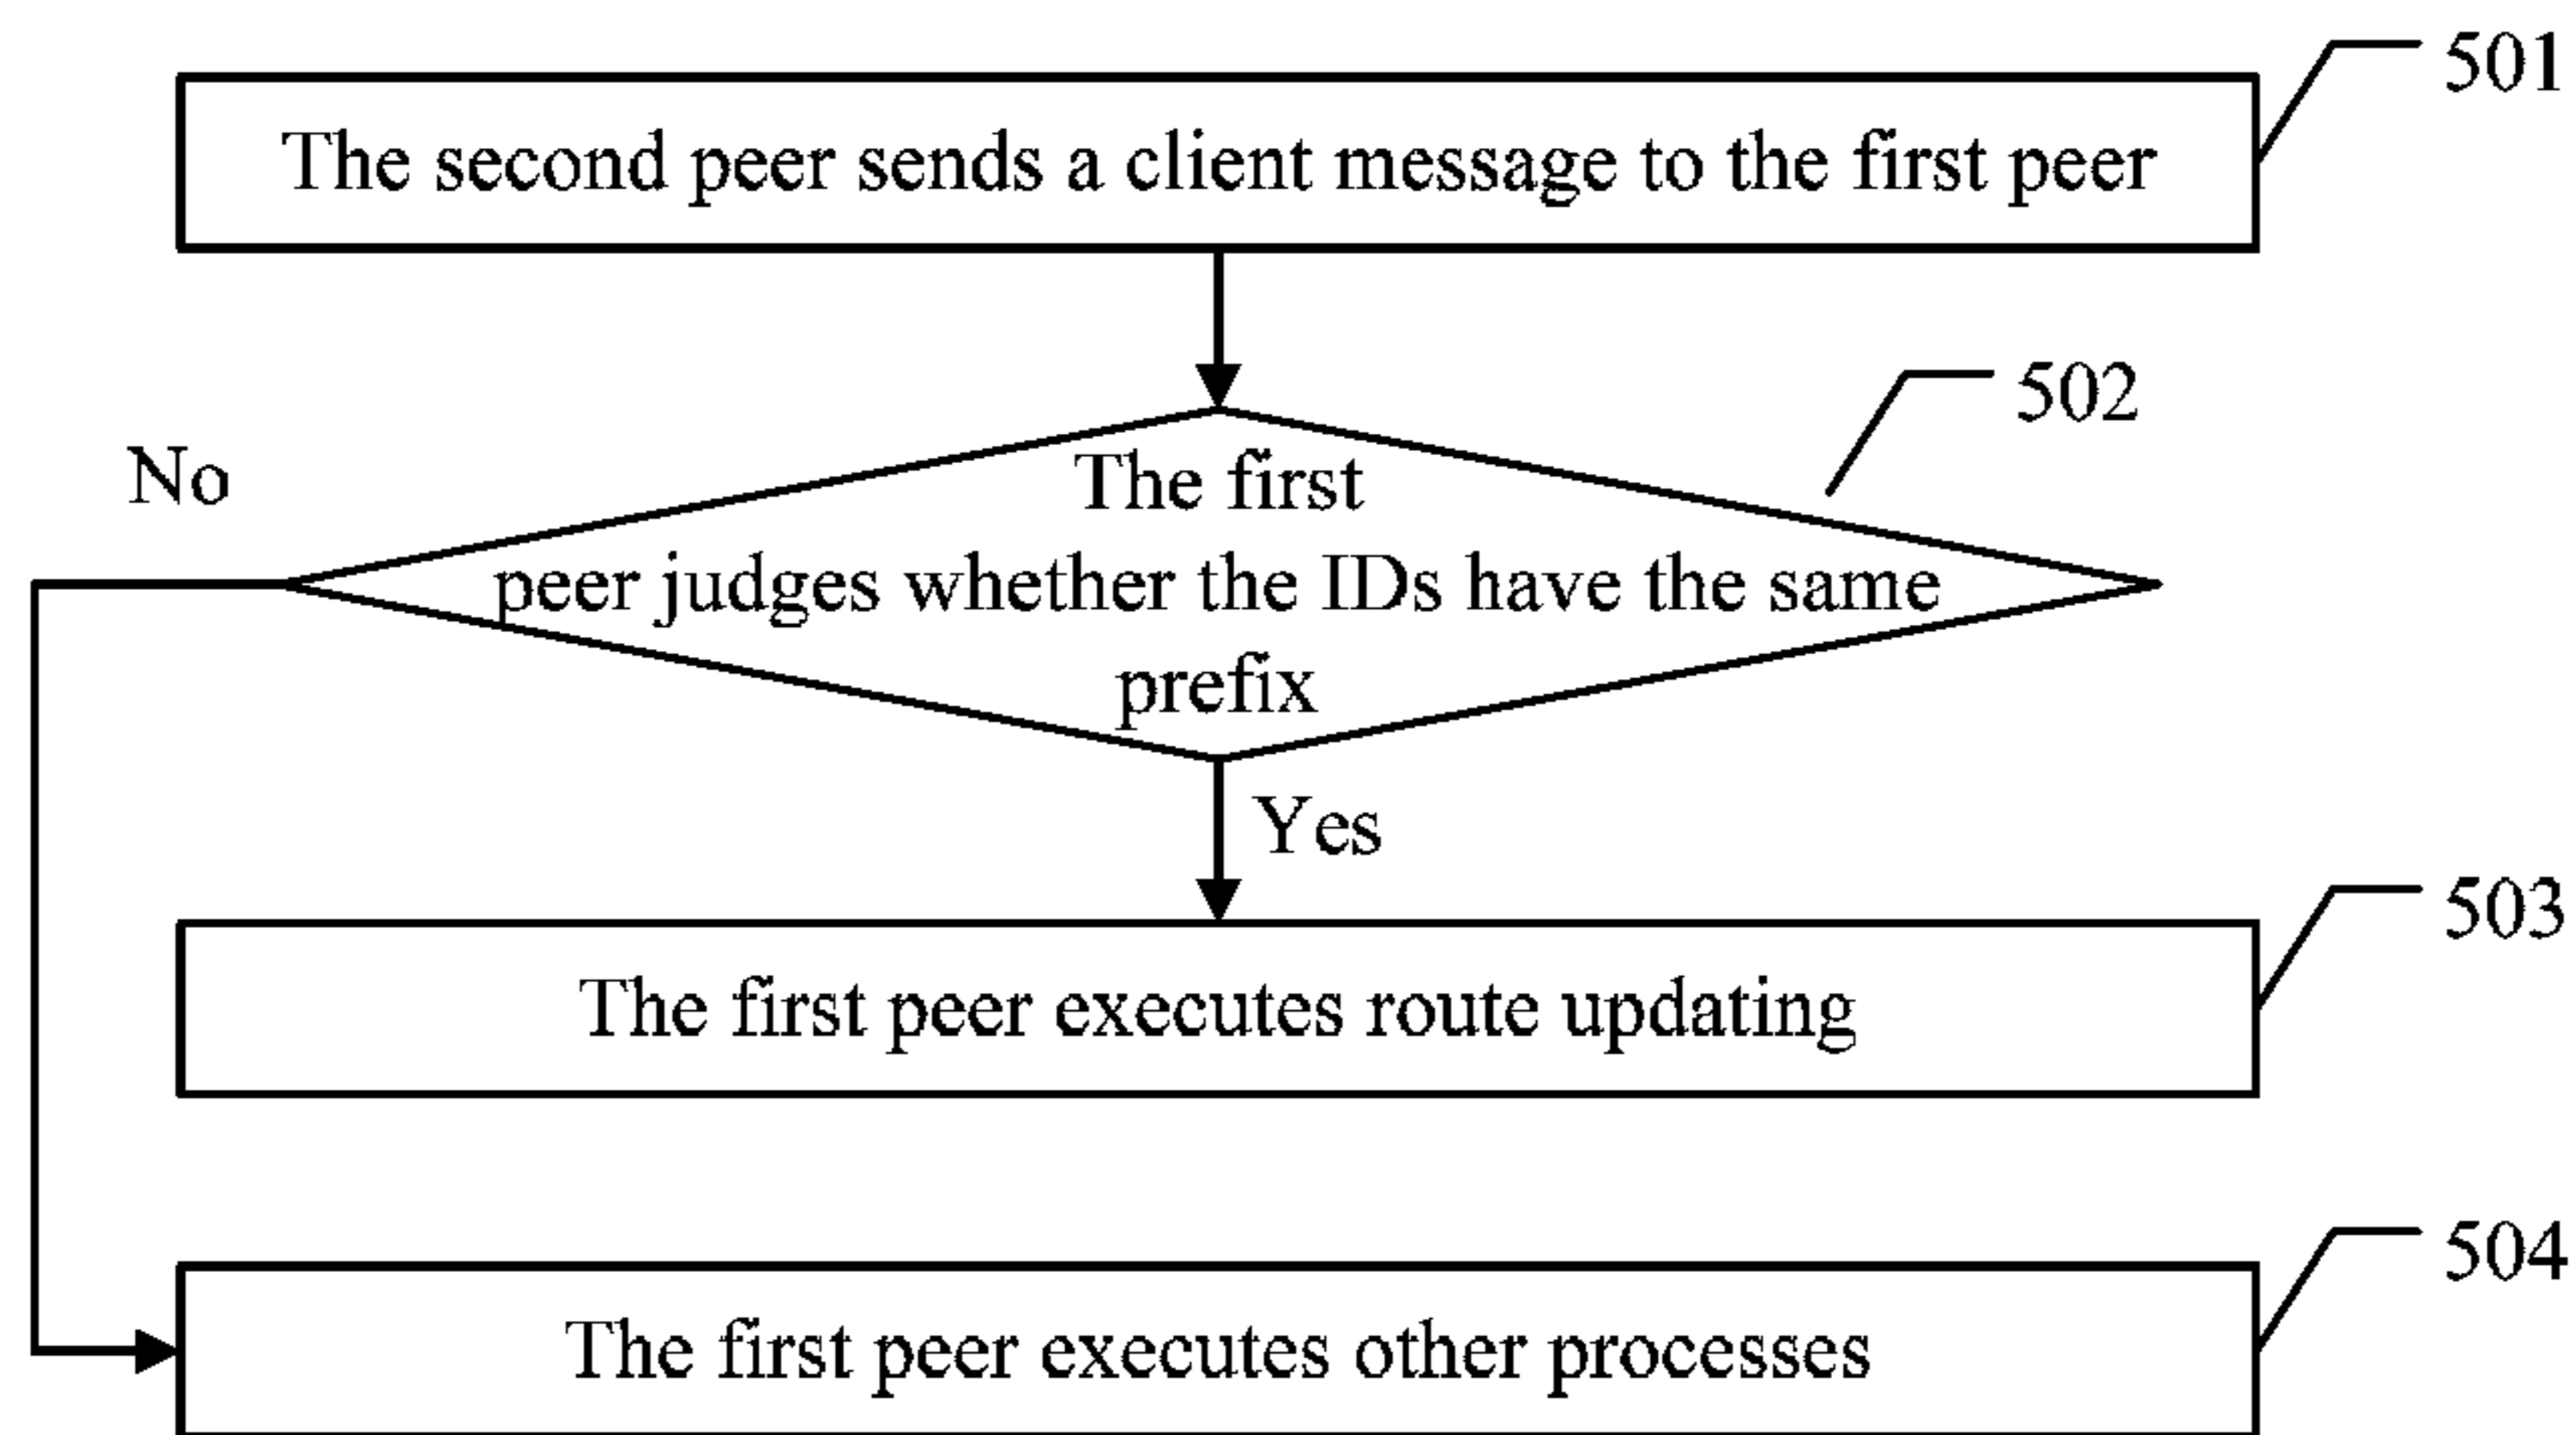 501
The second peer sends a client message to the first peer
502
No
The first
peer judges whether the IDs have the same
prefix
Yes
503
The first peer executes route updating
504
The first peer executes other processes